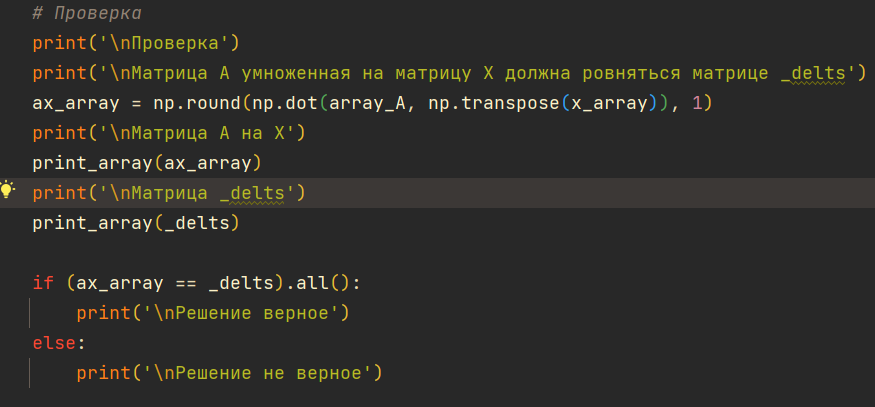 # Проверка
print('\nПроверка')
print('\nМатрица А умноженная на матрицу X должна ровняться матрице _delts')
ax_array = np.round(np.dot(array_A, np.transpose(x_array)), 1)
print('\nМатрица А на X')
print_array(ax_array)
print('\nМатрица _delts')
print_array(_delts)
if (ax_array == _delts).all():
print('\nРешение верное')
else:
print('\nРешение не верное')